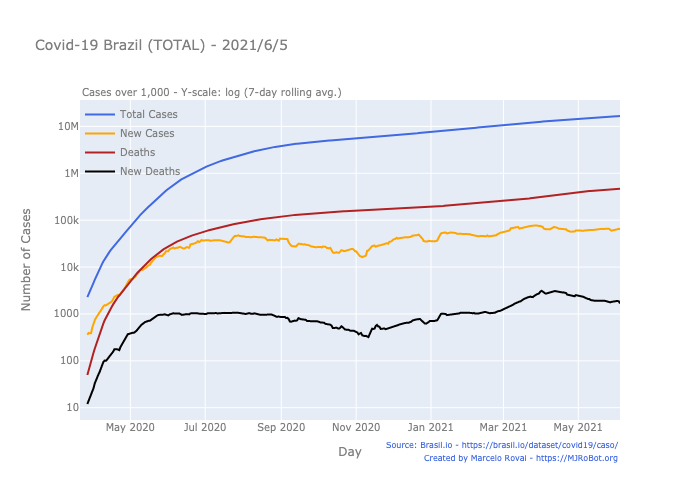 Covid-19 Brazil (TOTAL) - 2021/6/5
Cases over 1,000 - Y-scale: log (7-day rolling avg.)
Total Cases
New Cases
Deaths
New Deaths
10M
1M
100k
10k
1000
100
10
Number of Cases
May 2020
Jul 2020
Sep 2020
Nov 2020
Jan 2021
Mar 2021
May 2021
Day
Source: Brasil.io - https://brasil.io/dataset/covid19/caso/
Created by Marcelo Rovai - https://MJRoBot.org